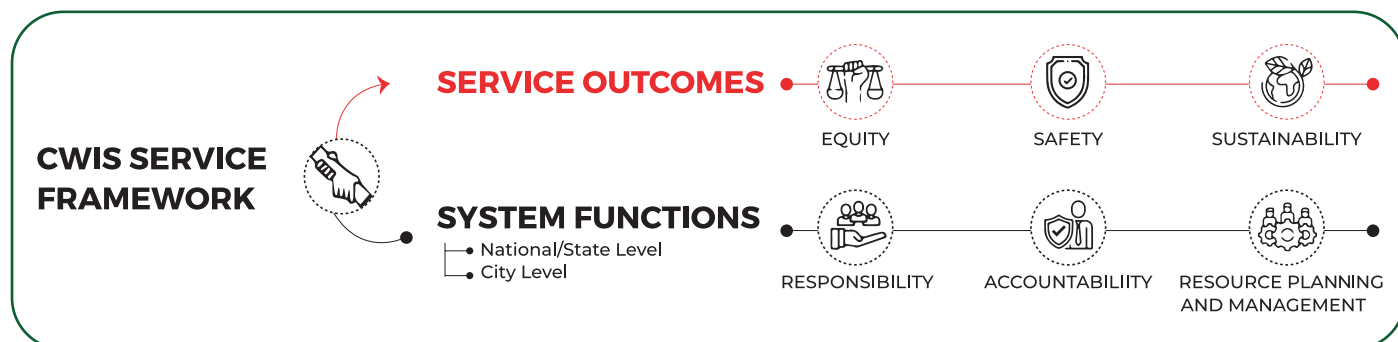 CWIS SERVICE
FRAMEWORK
SERVICE OUTCOMES
EQUITY
SAFETY
SUSTAINABILITY
SYSTEM FUNCTIONS
National/State Level
City Level
RESPONSIBILITY
ACCOUNTABILIITY
RESOURCE PLANNING
AND MANAGEMENT